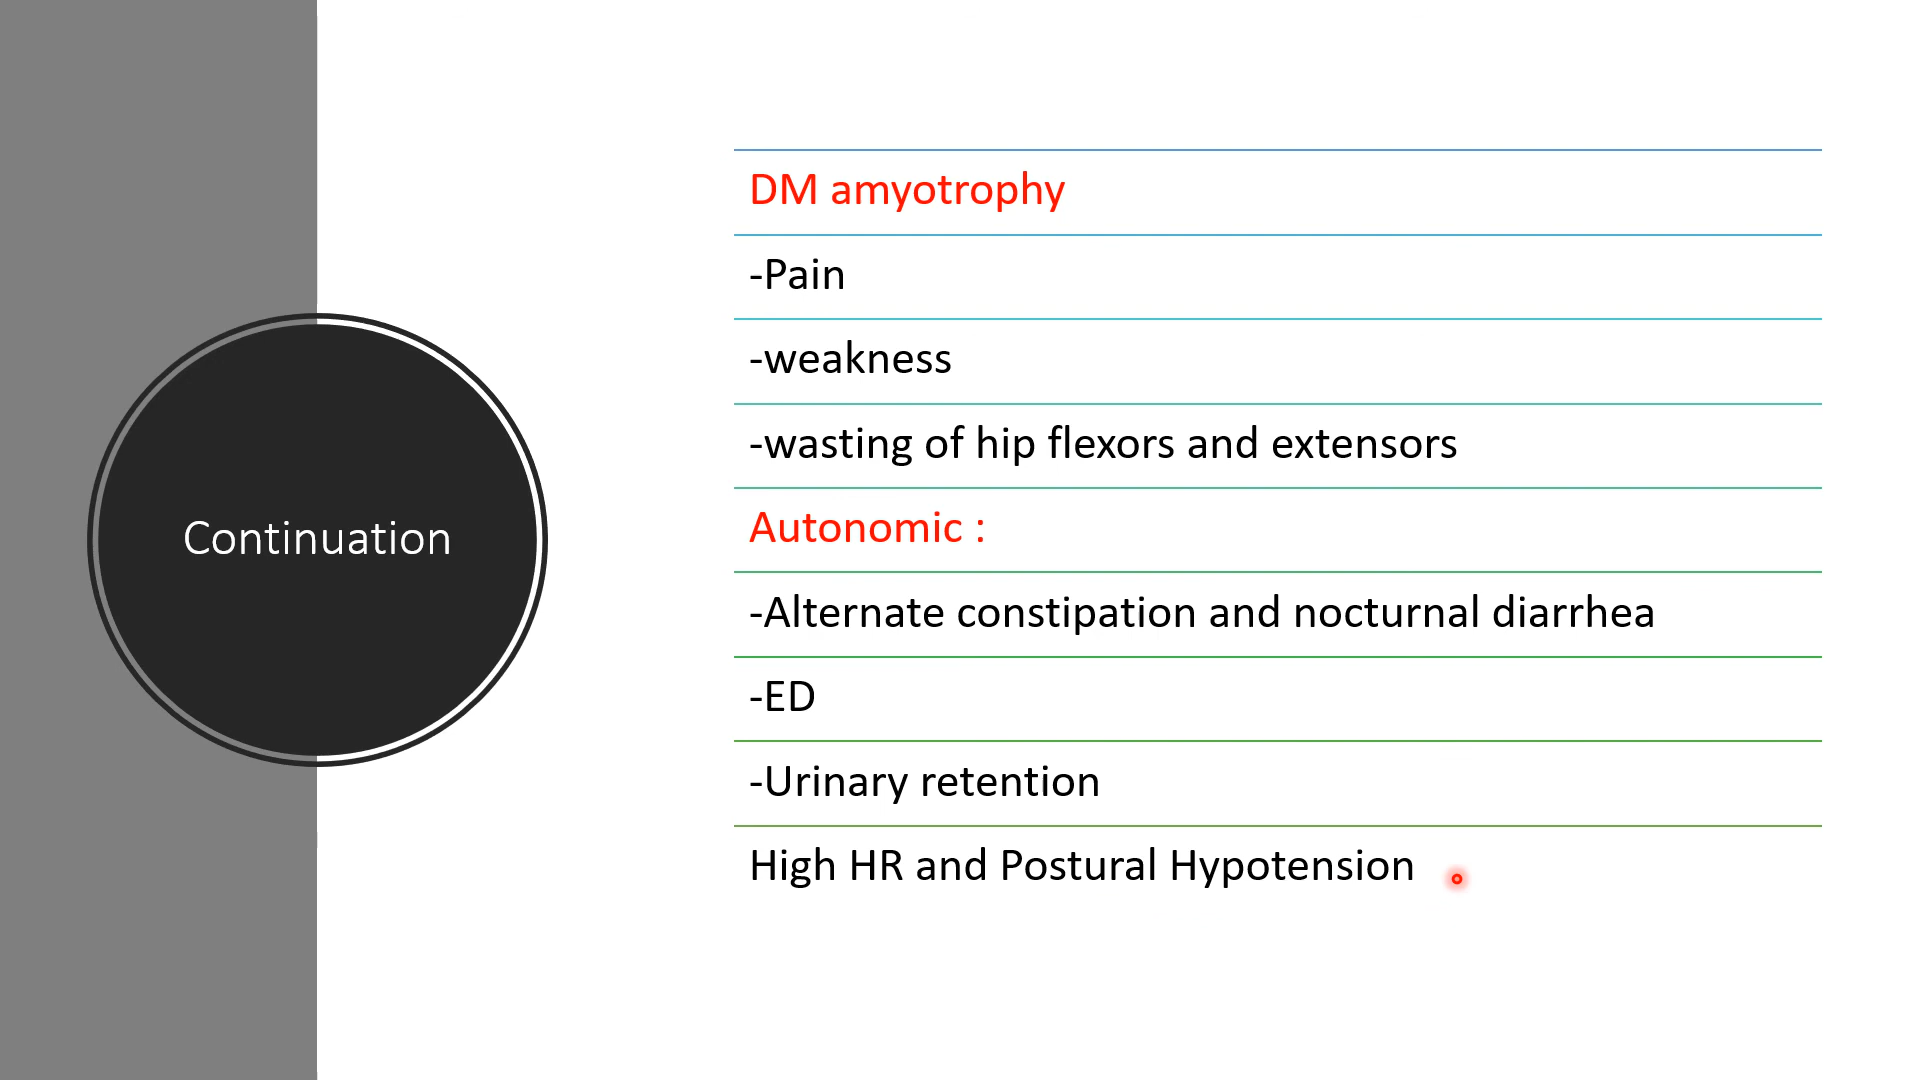 Continuation
DM amyotrophy
-Pain
-weakness
-wasting of hip flexors and extensors
Autonomic :
-Alternate constipation and nocturnal diarrhea
-ED
-Urinary retention
High HR and Postural Hypotension